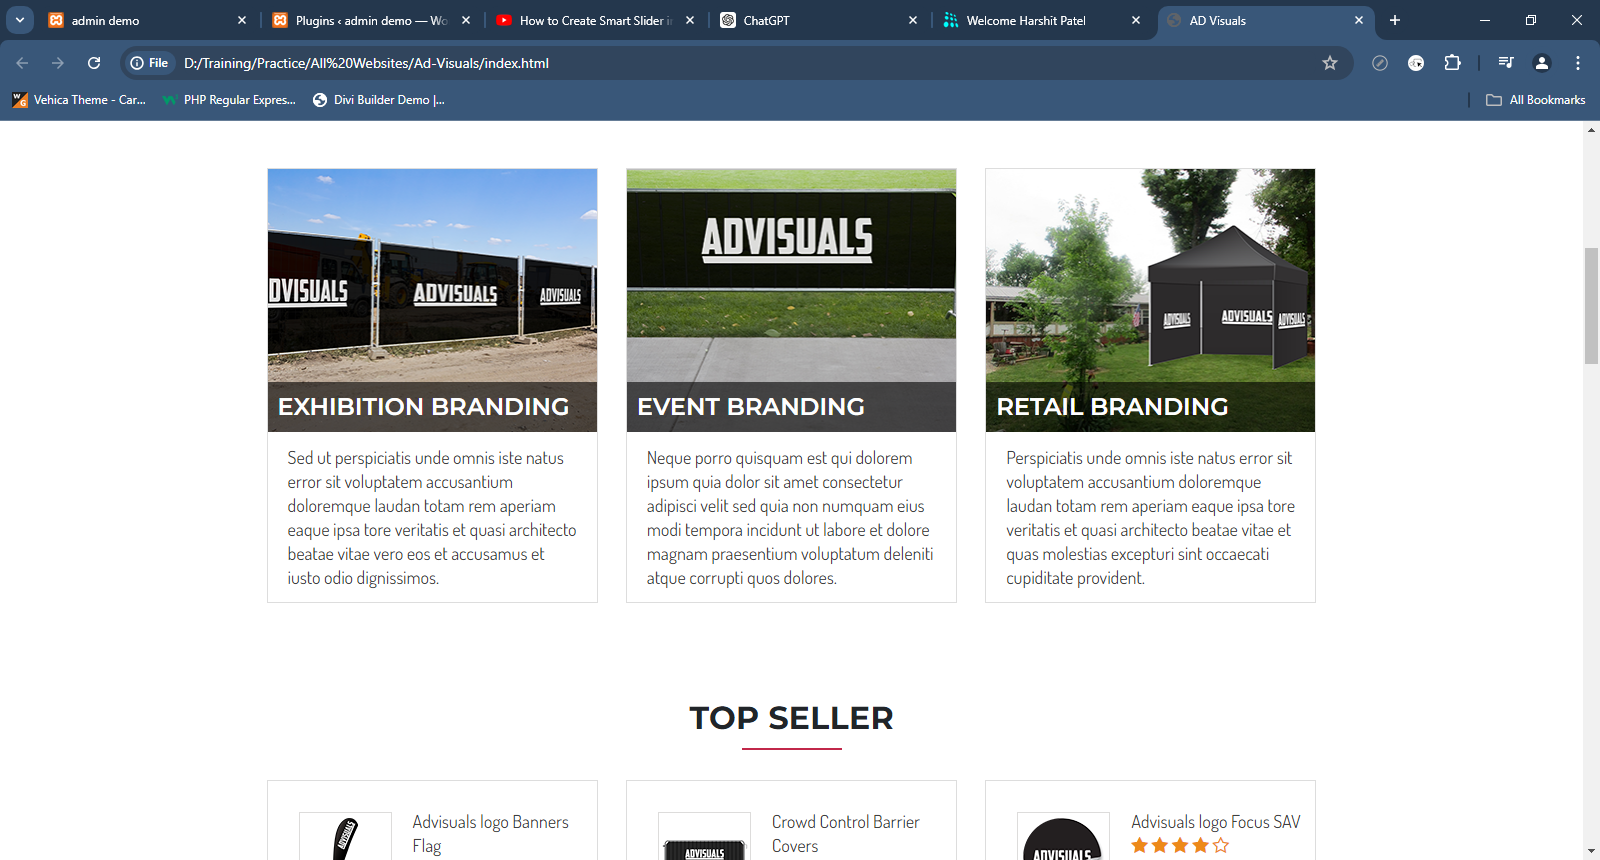 admin demo
Plugins ‹ admin demo — Wo
How to Create Smart Slider in
ChatGPT
Welcome Harshit Patel
AD Visuals
File
D:/Training/Practice/All%20Websites/Ad-Visuals/index.html
Vehica Theme - Car...
PHP Regular Expres...
Divi Builder Demo |...
All Bookmarks
DVISUALS
ADVISUALS
ADVISUALS
ADVISUALS
ADVISUALS
ADVISUALS
ADVISUALS
EXHIBITION BRANDING
EVENT BRANDING
RETAIL BRANDING
Sed ut perspiciatis unde omnis iste natus
error sit voluptatem accusantium
doloremque laudan totam rem aperiam
eaque ipsa tore veritatis et quasi architecto
beatae vitae vero eos et accusamus et
iusto odio dignissimos.
Neque porro quisquam est qui dolorem
ipsum quia dolor sit amet consectetur
adipisci velit sed quia non numquam eius
modi tempora incidunt ut labore et dolore
magnam praesentium voluptatum deleniti
atque corrupti quos dolores.
Perspiciatis unde omnis iste natus error sit
voluptatem accusantium doloremque
laudan totam rem aperiam eaque ipsa tore
veritatis et quasi architecto beatae vitae et
quas molestias excepturi sint occaecati
cupiditate provident.
TOP SELLER
ADVISUALS
Advisuals logo Banners
Flag
ADVISUALS
Crowd Control Barrier
Covers
ADVISUALS
Advisuals logo Focus SAV